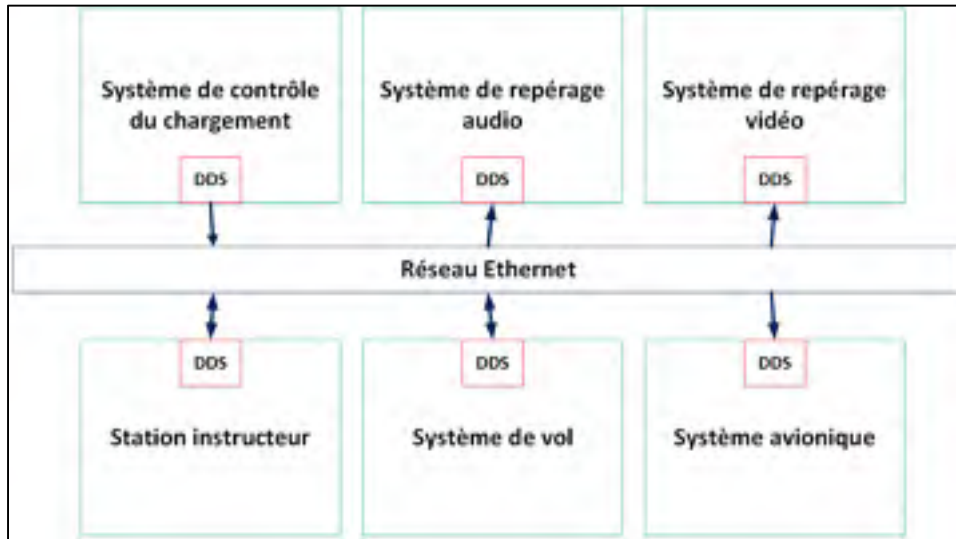 Système de contrôle
du chargement
DDS
Système de repérage
audio
DDS
Système de repérage
vidéo
DDS
Réseau Ethernet
DDS
Station instructeur
DDS
Système de vol
DDS
Système avionique